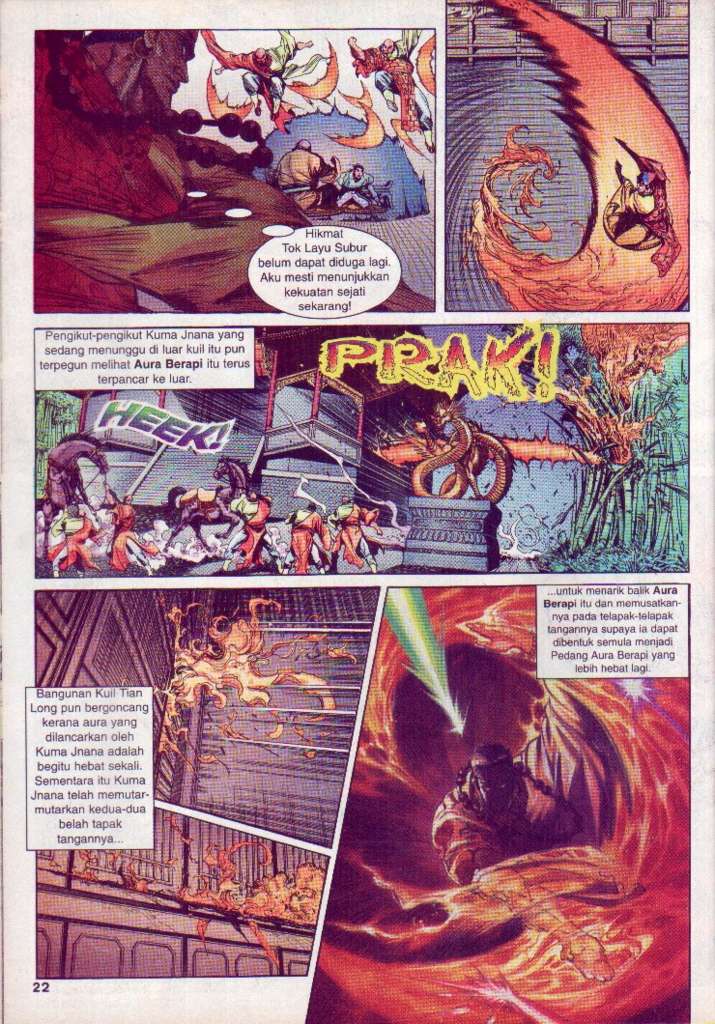 Hikmat
Tok Layu Subur
belum dapat diduga lagi.
Aku mesti menunjukkan
kekuatan sejati
sekarang!
Pengikut-pengikut Kuma Jnana yang
sedang menunggu di luar kuil itu pun
terpegun melihat Aura Berapi itu terus
terpancar ke luar.
PRAK!
HEEK!
Bangunan Kuil Tian
Long pun bergoncang
kerana aura yang
dilancarkan oleh
Kuma Jnana adalah
begitu hebat sekali.
Sementara itu Kuma
Jnana telah memutar-
mutarkan kedua-dua
belah tapak
tangannya...
...untuk menarik balik Aura
Berapi itu dan memusatkan-
nya pada telapak-telapak
tangannya supaya ia dapat
dibentuk semula menjadi
Pedang Aura Berapi yang
lebih hebat lagi.
22